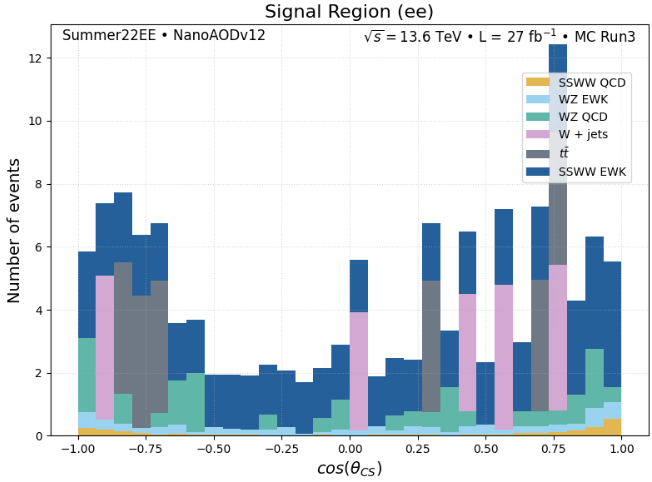 Signal Region (ee)
Summer22EE • NanoAODv12
√s = 13.6 TeV • L = 27 fb⁻¹ • MC Run3
SSWW QCD
WZ EWK
WZ QCD
W + jets
tt̄
SSWW EWK
Number of events
12
10
8
6
4
2
0
−1.00
−0.75
−0.50
−0.25
0.00
0.25
0.50
0.75
1.00
cos(θ_CS)